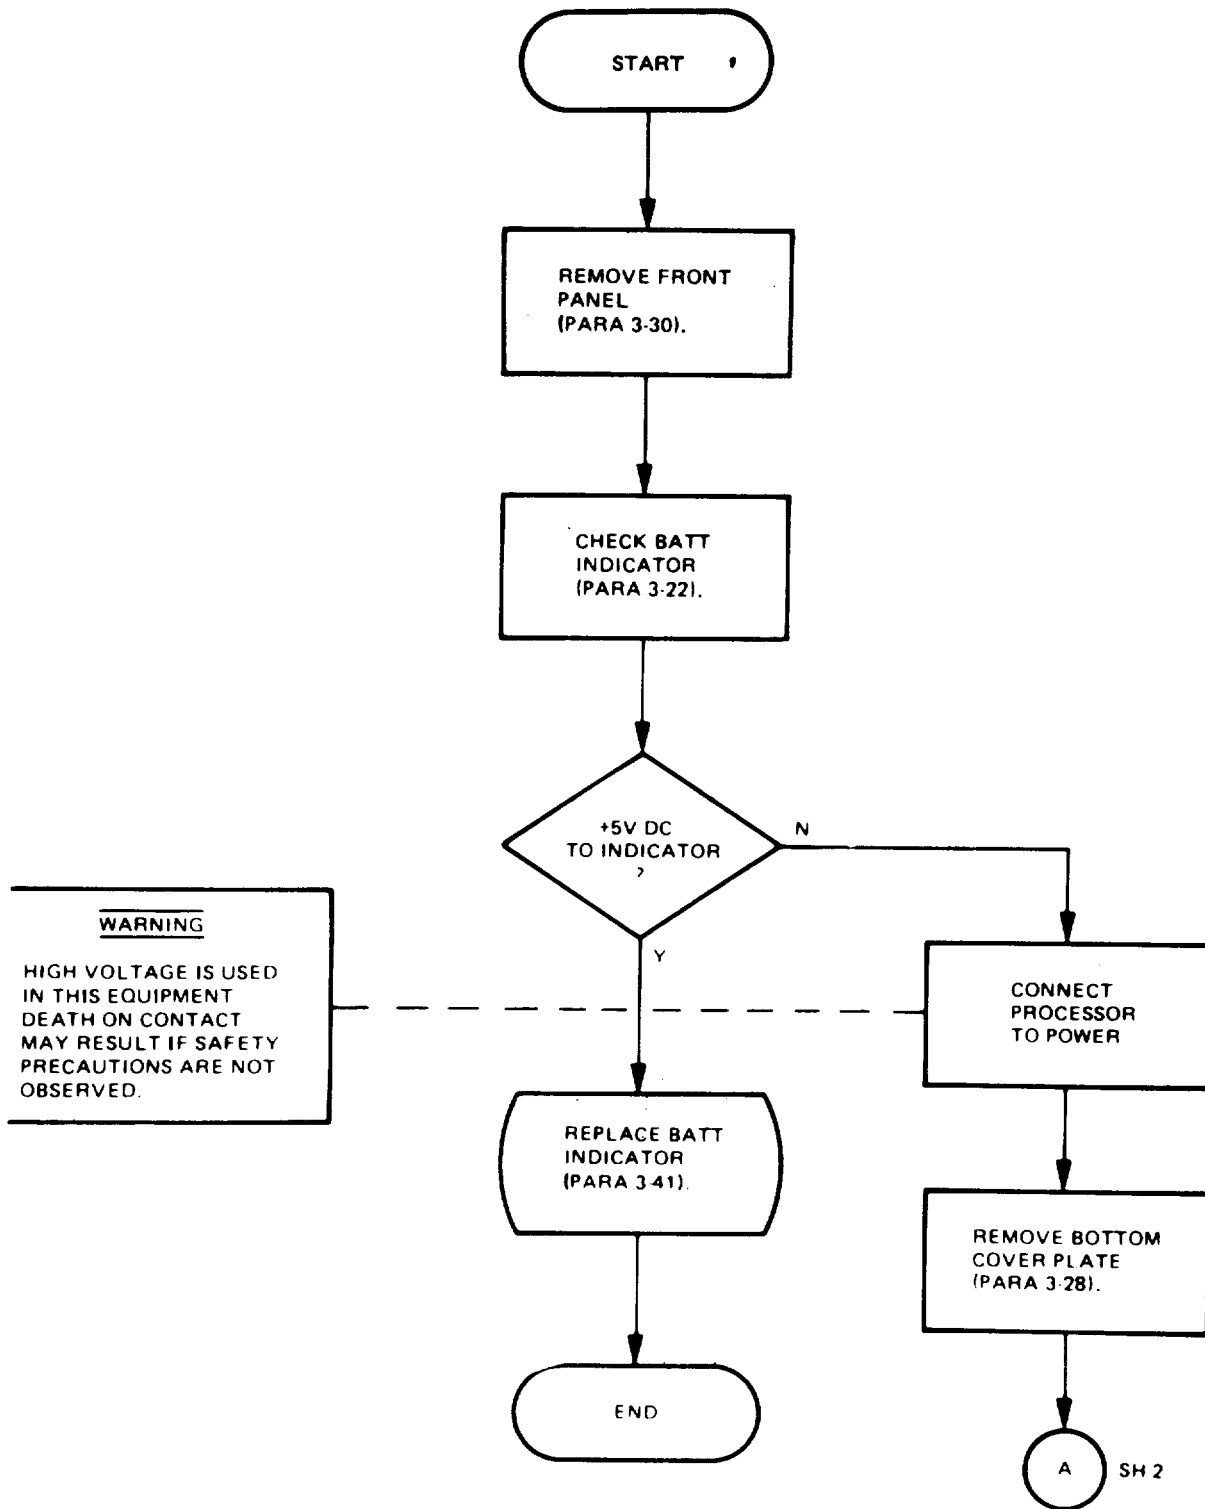 START
REMOVE FRONT
PANEL
(PARA 3-30).
CHECK BATT
INDICATOR
(PARA 3-22).
+5V DC
TO INDICATOR
?
N
Y
WARNING
HIGH VOLTAGE IS USED
IN THIS EQUIPMENT
DEATH ON CONTACT
MAY RESULT IF SAFETY
PRECAUTIONS ARE NOT
OBSERVED.
CONNECT
PROCESSOR
TO POWER
REPLACE BATT
INDICATOR
(PARA 3-41).
REMOVE BOTTOM
COVER PLATE
(PARA 3-28).
END
A
SH 2